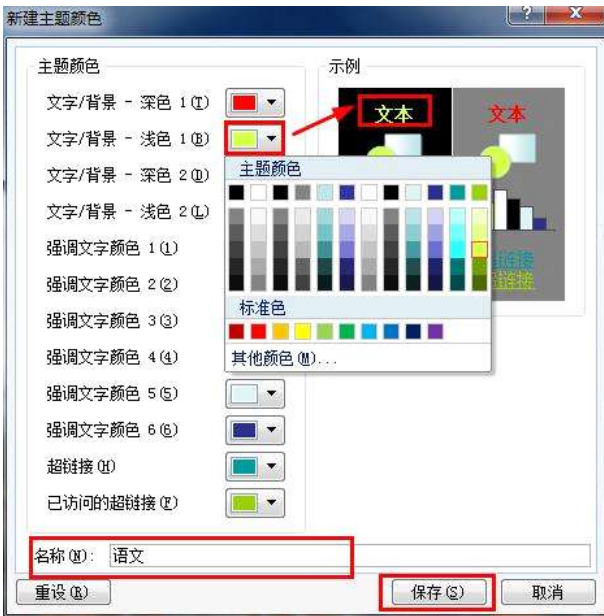 新建主题颜色
主题颜色
示例
文字/背景 - 深色 1(T)
文本
文本
文字/背景 - 浅色 1(B)
文字/背景 - 深色 2(D)
主题颜色
文字/背景 - 浅色 2(L)
强调文字颜色 1(1)
强调文字颜色 2(2)
强调文字颜色 3(3)
强调文字颜色 4(4)
标准色
其他颜色(M)...
链接
链接
强调文字颜色 5(5)
强调文字颜色 6(6)
超链接(H)
已访问的超链接(F)
名称(N): 语文
重设(R)
保存(S)
取消